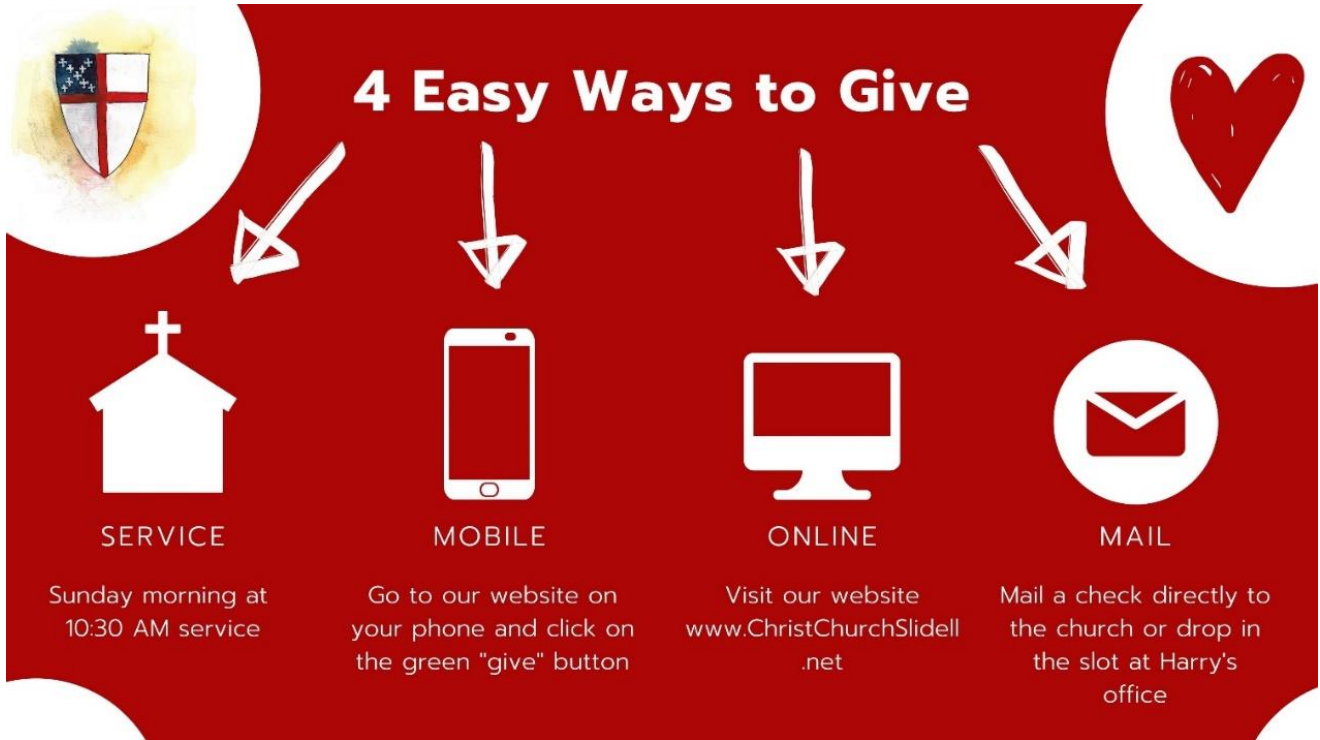 4 Easy Ways to Give
SERVICE
Sunday morning at
10:30 AM service
MOBILE
Go to our website on
your phone and click on
the green "give" button
ONLINE
Visit our website
www.ChristChurchSlidell
.net
MAIL
Mail a check directly to
the church or drop in
the slot at Harry's
office